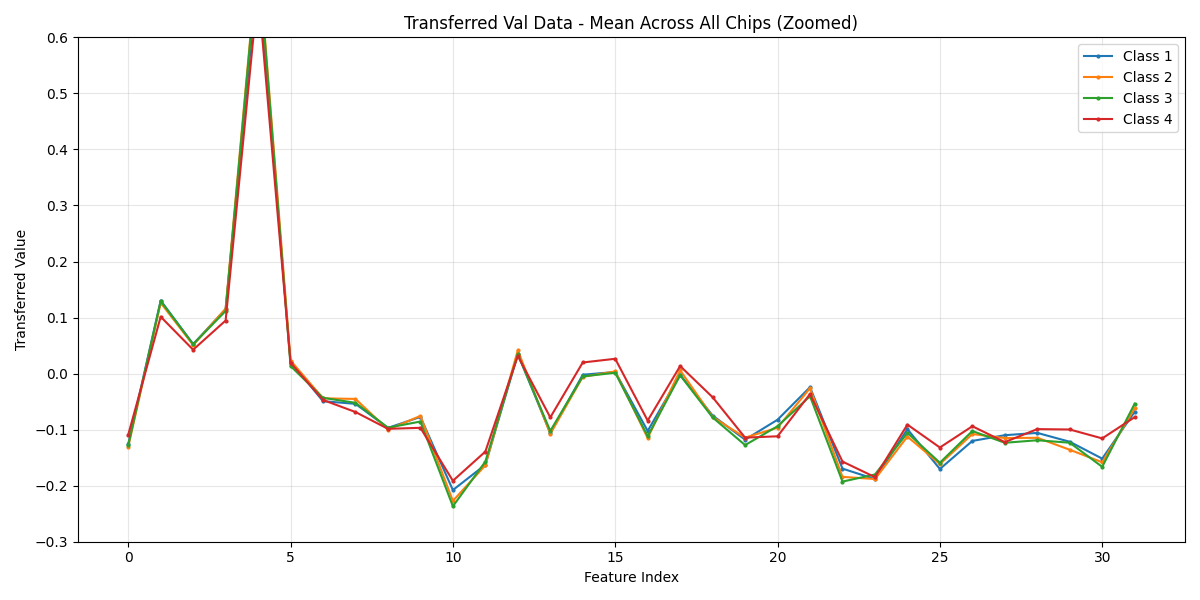 Transferred Val Data - Mean Across All Chips (Zoomed)
Transferred Value
0.6
0.5
0.4
0.3
0.2
0.1
0.0
−0.1
−0.2
−0.3
Class 1
Class 2
Class 3
Class 4
0 5 10 15 20 25 30
Feature Index